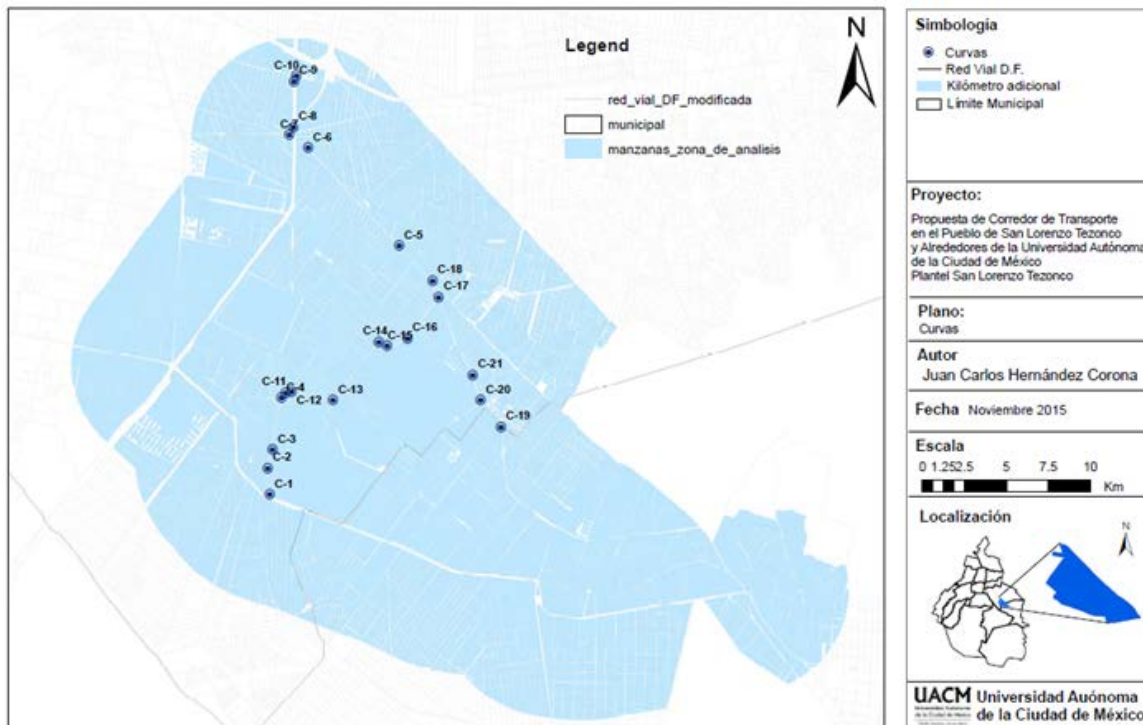 Legend
red_vial_DF_modificada
municipal
manzanas_zona_de_analisis
N
C-10
C-9
C-8
C-7
C-6
C-5
C-18
C-17
C-16
C-14
C-15
C-21
C-11
C-4
C-12
C-13
C-20
C-19
C-3
C-2
C-1
Simbología
Curvas
Red Vial D.F.
Kilómetro adicional
Límite Municipal
Proyecto:
Propuesta de Corredor de Transporte
en el Pueblo de San Lorenzo Tezonco
y Alrededores de la Universidad Autónoma
de la Ciudad de México
Plantel San Lorenzo Tezonco
Plano:
Curvas
Autor
Juan Carlos Hernández Corona
Fecha Noviembre 2015
Escala
0 1.252.5 5 7.5 10
Km
Localización
N
UACM Universidad Autónoma
de la Ciudad de México